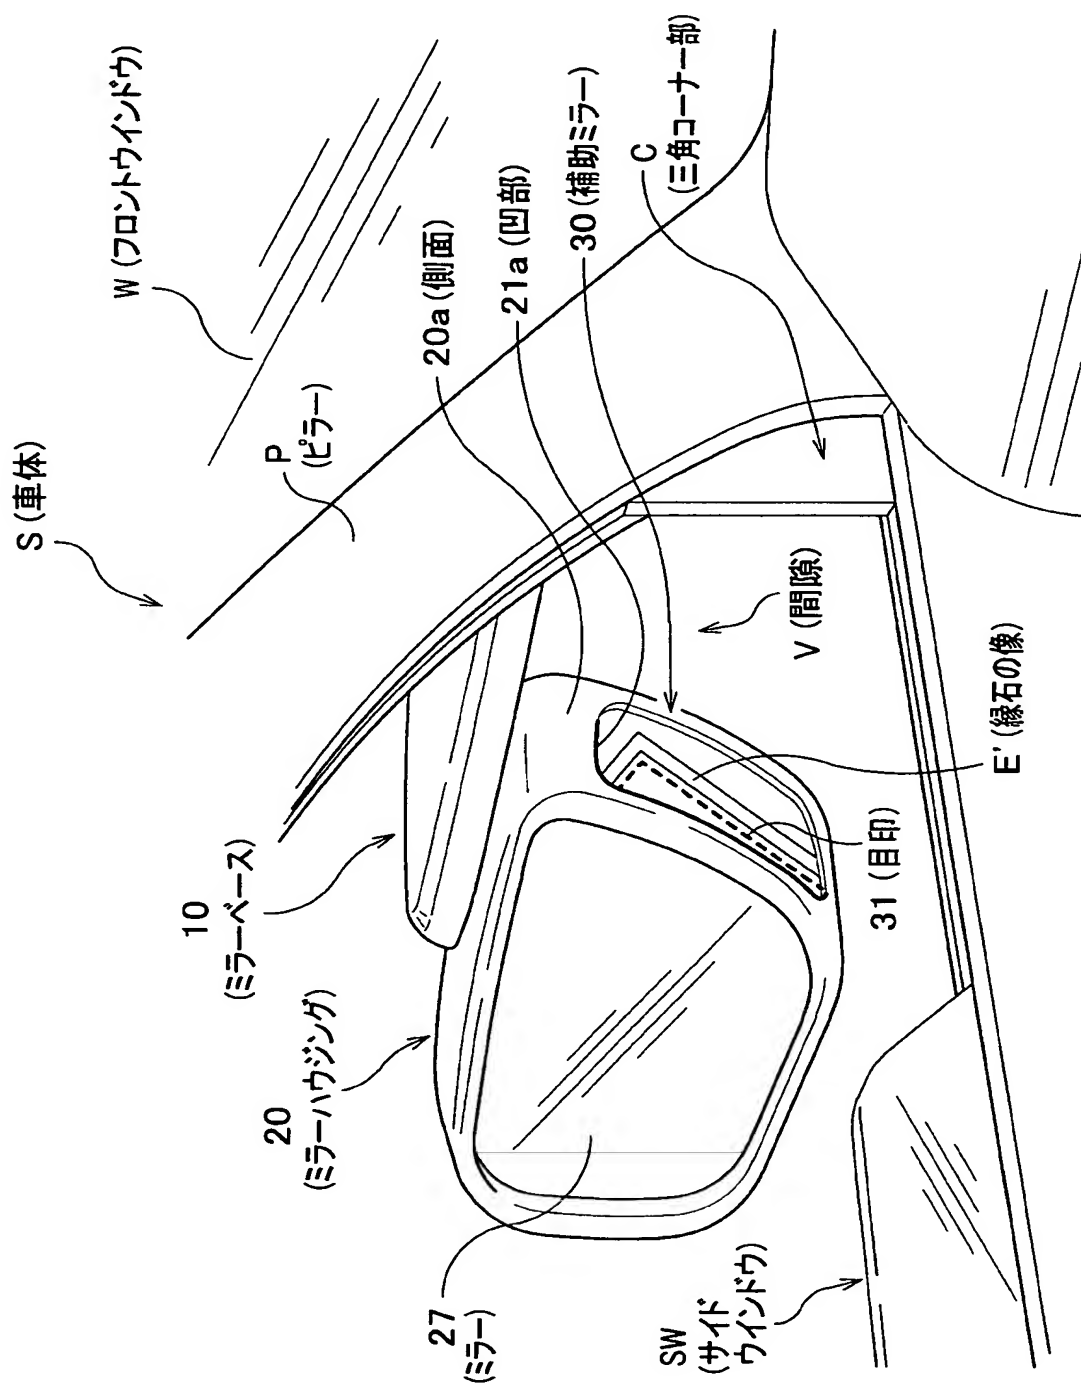 S (車体)
W (フロントウインドウ)
P
(ピラー)
20a (側面)
21a (凹部)
30 (補助ミラー)
C
(三角コーナー部)
10
(ミラーベース)
20
(ミラーハウジング)
V (間隙)
E' (縁石の像)
31 (目印)
27
(ミラー)
SW
(サイド
ウインドウ)